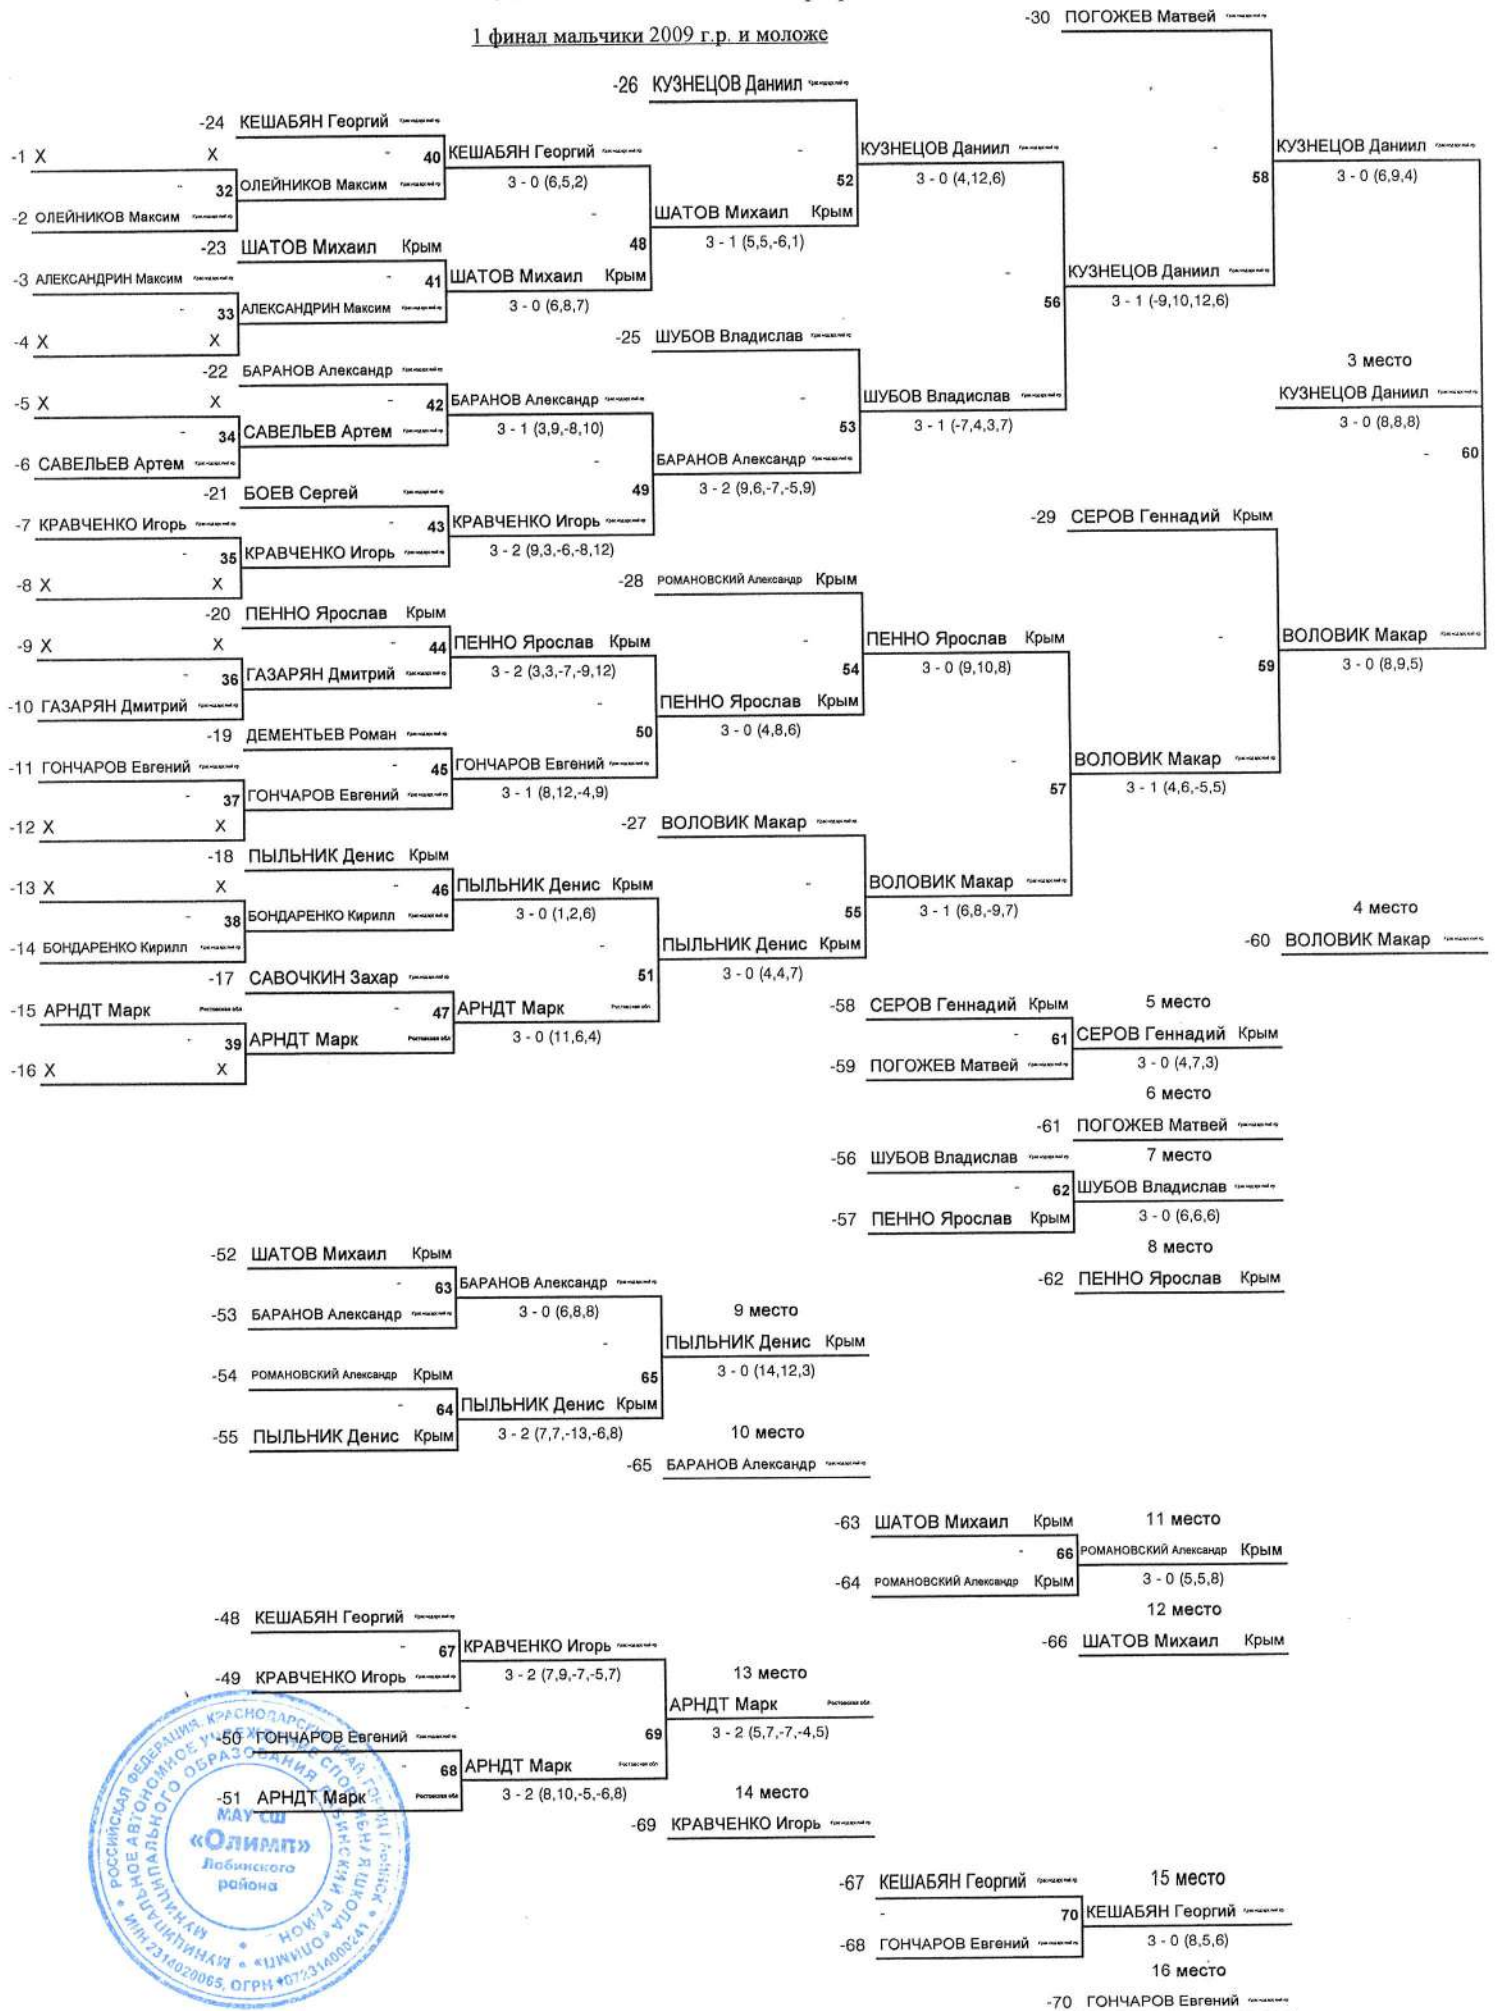 -30 ПОГОЖЕВ Матвей
1 финал мальчики 2009 г.р. и моложе
-26 КУЗНЕЦОВ Даниил
-24 КЕШАБЯН Георгий
-1 X X - 40 КЕШАБЯН Георгий - КУЗНЕЦОВ Даниил - КУЗНЕЦОВ Даниил
- 32 ОЛЕЙНИКОВ Максим 3 - 0 (6,5,2) 52 3 - 0 (4,12,6) 58 3 - 0 (6,9,4)
-2 ОЛЕЙНИКОВ Максим - ШАТОВ Михаил Крым
-23 ШАТОВ Михаил Крым 48 3 - 1 (5,5,-6,1)
-3 АЛЕКСАНДРИН Максим - 41 ШАТОВ Михаил Крым - КУЗНЕЦОВ Даниил
- 33 АЛЕКСАНДРИН Максим 3 - 0 (6,8,7) 56 3 - 1 (-9,10,12,6)
-4 X X -25 ШУБОВ Владислав
-22 БАРАНОВ Александр 3 место
-5 X X - 42 БАРАНОВ Александр - ШУБОВ Владислав КУЗНЕЦОВ Даниил
- 34 САВЕЛЬЕВ Артем 3 - 1 (3,9,-8,10) 53 3 - 1 (-7,4,3,7) 3 - 0 (8,8,8)
-6 САВЕЛЬЕВ Артем - БАРАНОВ Александр - 60
-21 БОЕВ Сергей 49 3 - 2 (9,6,-7,-5,9)
-7 КРАВЧЕНКО Игорь - 43 КРАВЧЕНКО Игорь -29 СЕРОВ Геннадий Крым
- 35 КРАВЧЕНКО Игорь 3 - 2 (9,3,-6,-8,12)
-8 X X -28 РОМАНОВСКИЙ Александр Крым
-20 ПЕННО Ярослав Крым
-9 X X - 44 ПЕННО Ярослав Крым - ПЕННО Ярослав Крым - ВОЛОВИК Макар
- 36 ГАЗАРЯН Дмитрий 3 - 2 (3,3,-7,-9,12) 54 3 - 0 (9,10,8) 59 3 - 0 (8,9,5)
-10 ГАЗАРЯН Дмитрий - ПЕННО Ярослав Крым
-19 ДЕМЕНТЬЕВ Роман 50 3 - 0 (4,8,6)
-11 ГОНЧАРОВ Евгений - 45 ГОНЧАРОВ Евгений - ВОЛОВИК Макар
- 37 ГОНЧАРОВ Евгений 3 - 1 (8,12,-4,9) 57 3 - 1 (4,6,-5,5)
-12 X X -27 ВОЛОВИК Макар
-18 ПЫЛЬНИК Денис Крым
-13 X X - 46 ПЫЛЬНИК Денис Крым - ВОЛОВИК Макар
- 38 БОНДАРЕНКО Кирилл 3 - 0 (1,2,6) 55 3 - 1 (6,8,-9,7) 4 место
-14 БОНДАРЕНКО Кирилл - ПЫЛЬНИК Денис Крым -60 ВОЛОВИК Макар
-17 САВОЧКИН Захар 51 3 - 0 (4,4,7)
-15 АРНДТ Марк Ростовская обл - 47 АРНДТ Марк Ростовская обл -58 СЕРОВ Геннадий Крым 5 место
- 39 АРНДТ Марк Ростовская обл 3 - 0 (11,6,4) - 61 СЕРОВ Геннадий Крым
-16 X X -59 ПОГОЖЕВ Матвей 3 - 0 (4,7,3)
6 место
-61 ПОГОЖЕВ Матвей
-56 ШУБОВ Владислав 7 место
- 62 ШУБОВ Владислав
-57 ПЕННО Ярослав Крым 3 - 0 (6,6,6)
-52 ШАТОВ Михаил Крым 8 место
- 63 БАРАНОВ Александр -62 ПЕННО Ярослав Крым
-53 БАРАНОВ Александр 3 - 0 (6,8,8) 9 место
- ПЫЛЬНИК Денис Крым
-54 РОМАНОВСКИЙ Александр Крым 65 3 - 0 (14,12,3)
- 64 ПЫЛЬНИК Денис Крым
-55 ПЫЛЬНИК Денис Крым 3 - 2 (7,7,-13,-6,8) 10 место
-65 БАРАНОВ Александр
-63 ШАТОВ Михаил Крым 11 место
- 66 РОМАНОВСКИЙ Александр Крым
-64 РОМАНОВСКИЙ Александр Крым 3 - 0 (5,5,8)
-48 КЕШАБЯН Георгий 12 место
- 67 КРАВЧЕНКО Игорь -66 ШАТОВ Михаил Крым
-49 КРАВЧЕНКО Игорь 3 - 2 (7,9,-7,-5,7) 13 место
- АРНДТ Марк Ростовская обл
-50 ГОНЧАРОВ Евгений 69 3 - 2 (5,7,-7,-4,5)
- 68 АРНДТ Марк Ростовская обл
-51 АРНДТ Марк Ростовская обл 3 - 2 (8,10,-5,-6,8) 14 место
-69 КРАВЧЕНКО Игорь
МАУ СШ
«Олимп»
Лабинского
района
-67 КЕШАБЯН Георгий 15 место
- 70 КЕШАБЯН Георгий
-68 ГОНЧАРОВ Евгений 3 - 0 (8,5,6)
16 место
-70 ГОНЧАРОВ Евгений